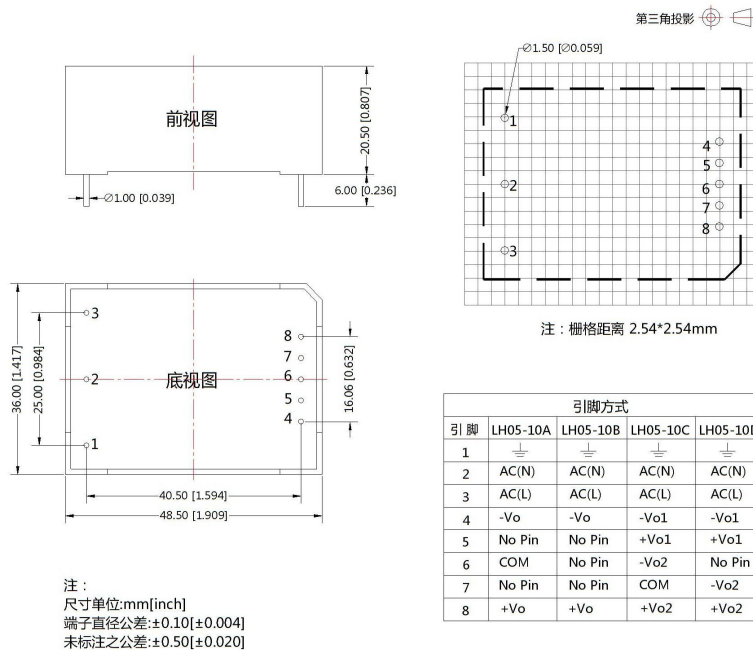 第三角投影
前视图
20.50 [0.807]
6.00 [0.236]
∅1.00 [0.039]
∅1.50 [∅0.059]
1
2
3
4
5
6
7
8
注：栅格距离 2.54*2.54mm
底视图
3
2
1
8
7
6
5
4
36.00 [1.417]
25.00 [0.984]
16.06 [0.632]
40.50 [1.594]
48.50 [1.909]
引脚方式
引 脚 LH05-10A LH05-10B LH05-10C LH05-10
1
2 AC(N) AC(N) AC(N) AC(N)
3 AC(L) AC(L) AC(L) AC(L)
4 -Vo -Vo -Vo1 -Vo1
5 No Pin No Pin +Vo1 +Vo1
6 COM No Pin -Vo2 No Pin
7 No Pin No Pin COM -Vo2
8 +Vo +Vo +Vo2 +Vo2
注：
尺寸单位:mm[inch]
端子直径公差:±0.10[±0.004]
未标注之公差:±0.50[±0.020]